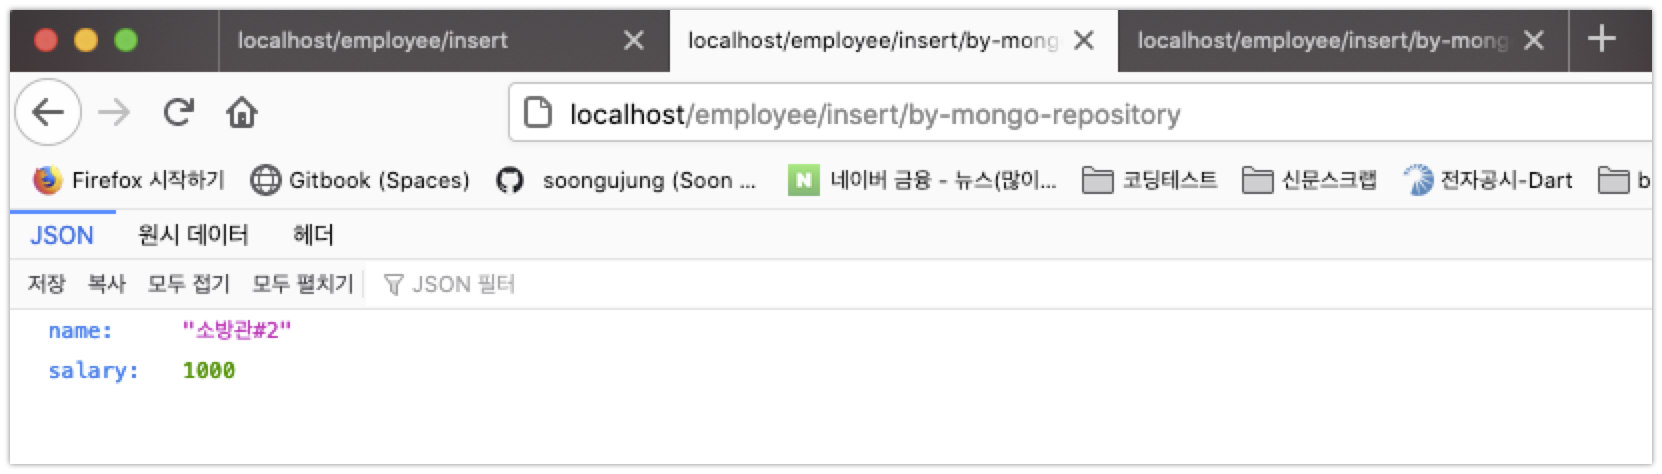 localhost/employee/insert localhost/employee/insert/by-mong localhost/employee/insert/by-mong
localhost/employee/insert/by-mongo-repository
Firefox 시작하기 Gitbook (Spaces) soongujung (Soon ... N 네이버 금융 - 뉴스(많이... 코딩테스트 신문스크랩 전자공시-Dart b
JSON 원시 데이터 헤더
저장 복사 모두 접기 모두 펼치기 JSON 필터
name: "소방관#2"
salary: 1000